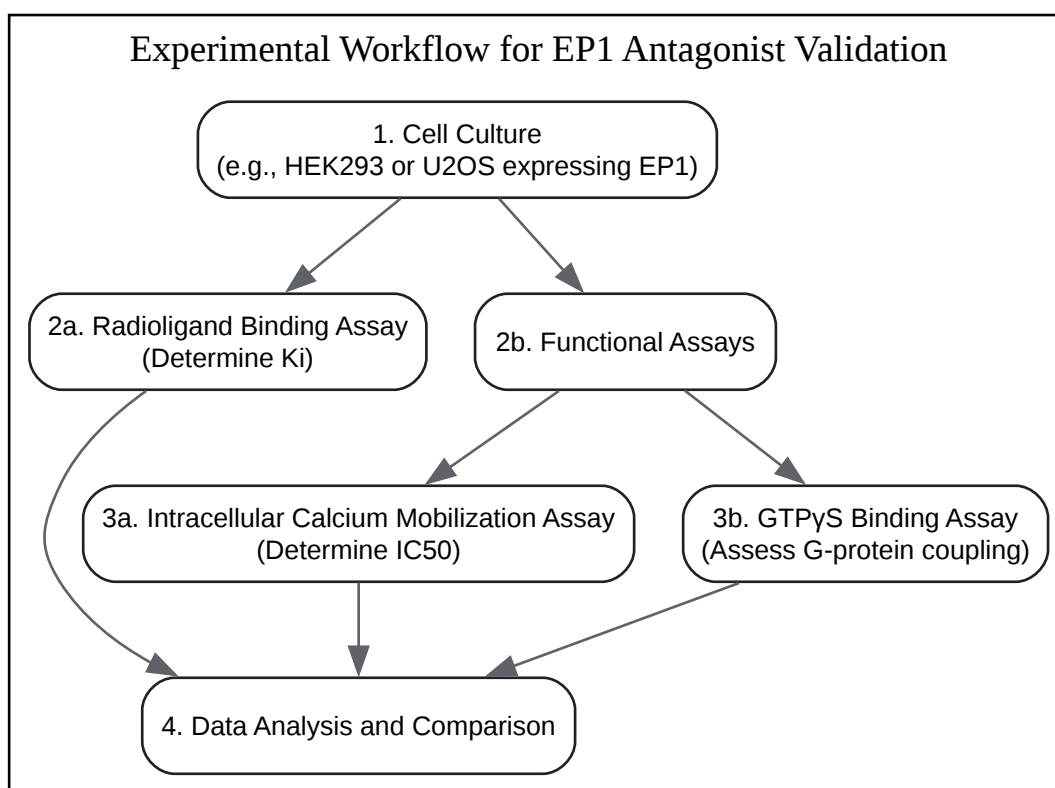 Experimental Workflow for EP1 Antagonist Validation
1. Cell Culture
(e.g., HEK293 or U2OS expressing EP1)
2a. Radioligand Binding Assay
(Determine Ki)
2b. Functional Assays
3a. Intracellular Calcium Mobilization Assay
(Determine IC50)
3b. GTPγS Binding Assay
(Assess G-protein coupling)
4. Data Analysis and Comparison